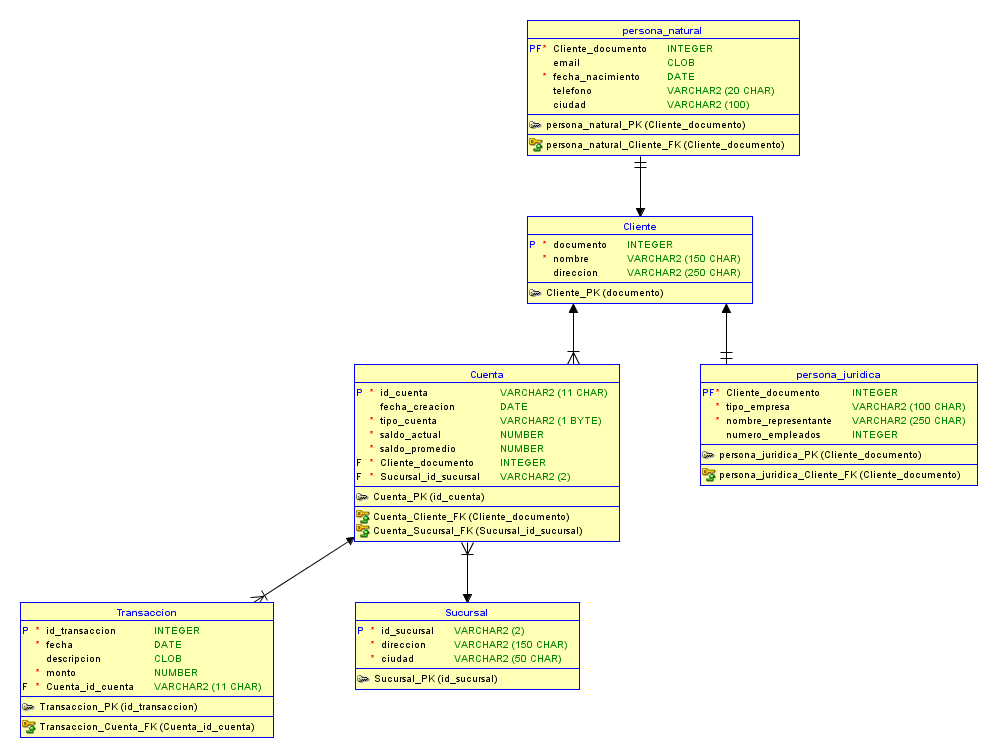 persona_natural
PF* Cliente_documento INTEGER
email CLOB
* fecha_nacimiento DATE
telefono VARCHAR2 (20 CHAR)
ciudad VARCHAR2 (100)
persona_natural_PK (Cliente_documento)
persona_natural_Cliente_FK (Cliente_documento)
Cliente
P * documento INTEGER
* nombre VARCHAR2 (150 CHAR)
direccion VARCHAR2 (250 CHAR)
Cliente_PK (documento)
Cuenta
P * id_cuenta VARCHAR2 (11 CHAR)
fecha_creacion DATE
* tipo_cuenta VARCHAR2 (1 BYTE)
* saldo_actual NUMBER
* saldo_promedio NUMBER
F * Cliente_documento INTEGER
F * Sucursal_id_sucursal VARCHAR2 (2)
Cuenta_PK (id_cuenta)
Cuenta_Cliente_FK (Cliente_documento)
Cuenta_Sucursal_FK (Sucursal_id_sucursal)
persona_juridica
PF* Cliente_documento INTEGER
* tipo_empresa VARCHAR2 (100 CHAR)
* nombre_representante VARCHAR2 (250 CHAR)
numero_empleados INTEGER
persona_juridica_PK (Cliente_documento)
persona_juridica_Cliente_FK (Cliente_documento)
Transaccion
P * id_transaccion INTEGER
* fecha DATE
descripcion CLOB
* monto NUMBER
F * Cuenta_id_cuenta VARCHAR2 (11 CHAR)
Transaccion_PK (id_transaccion)
Transaccion_Cuenta_FK (Cuenta_id_cuenta)
Sucursal
P * id_sucursal VARCHAR2 (2)
* direccion VARCHAR2 (150 CHAR)
* ciudad VARCHAR2 (50 CHAR)
Sucursal_PK (id_sucursal)